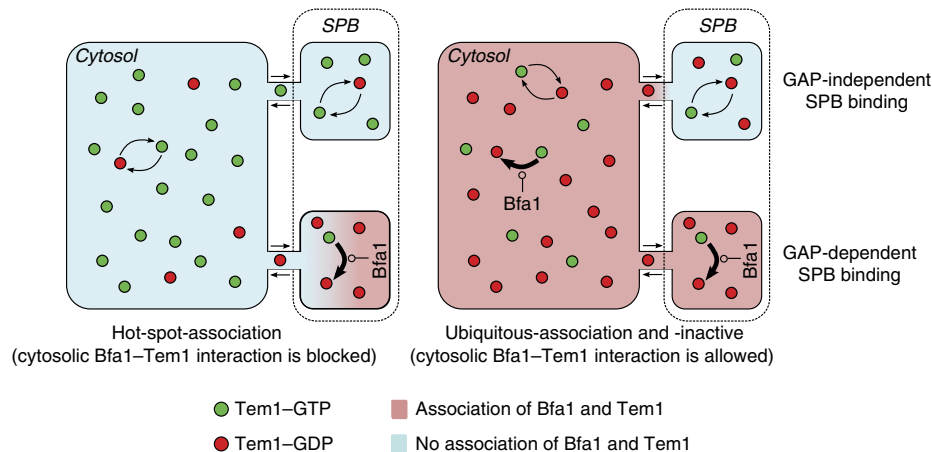 SPB
SPB
Cytosol
Cytosol
GAP-independent
SPB binding
Bfa1
Bfa1
Bfa1
GAP-dependent
SPB binding
Hot-spot-association
(cytosolic Bfa1–Tem1 interaction is blocked)
Ubiquitous-association and -inactive
(cytosolic Bfa1–Tem1 interaction is allowed)
Tem1–GTP
Association of Bfa1 and Tem1
Tem1–GDP
No association of Bfa1 and Tem1